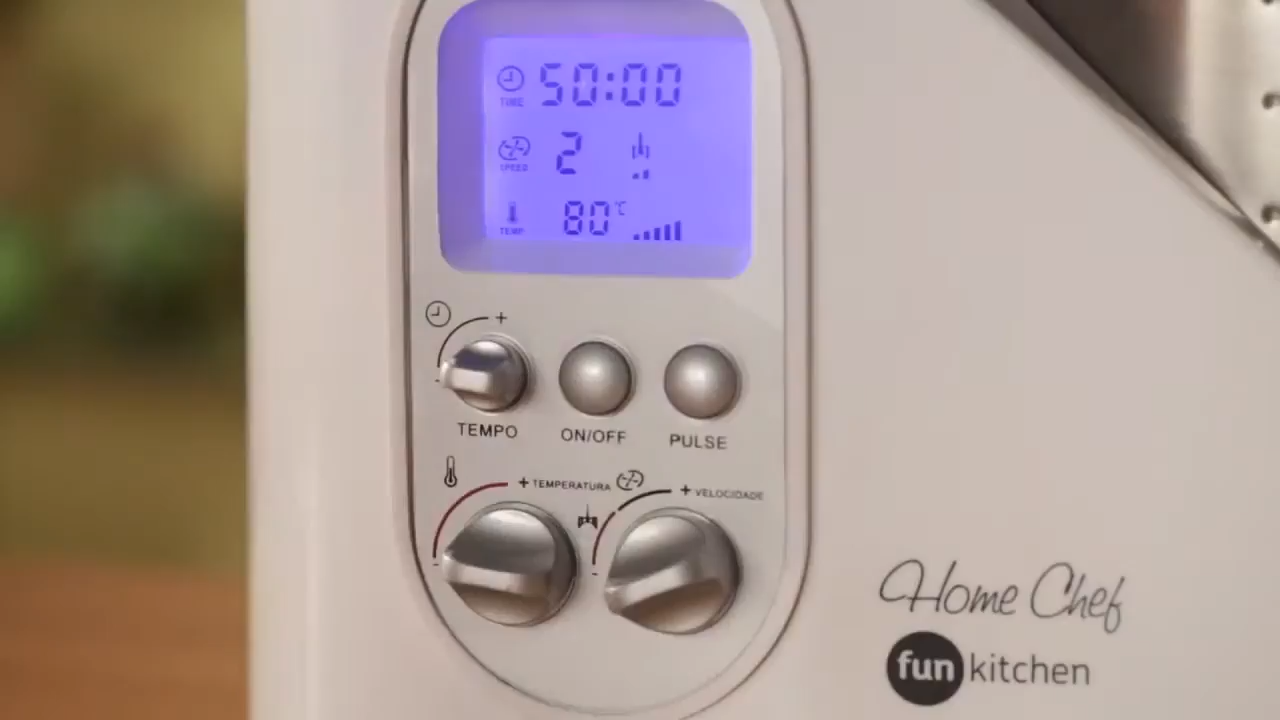 TIME 50:00
SPEED 2
TEMP 80°C
+
-
TEMPO ON/OFF PULSE
+ TEMPERATURA + VELOCIDADE
- -
Home Chef
fun kitchen